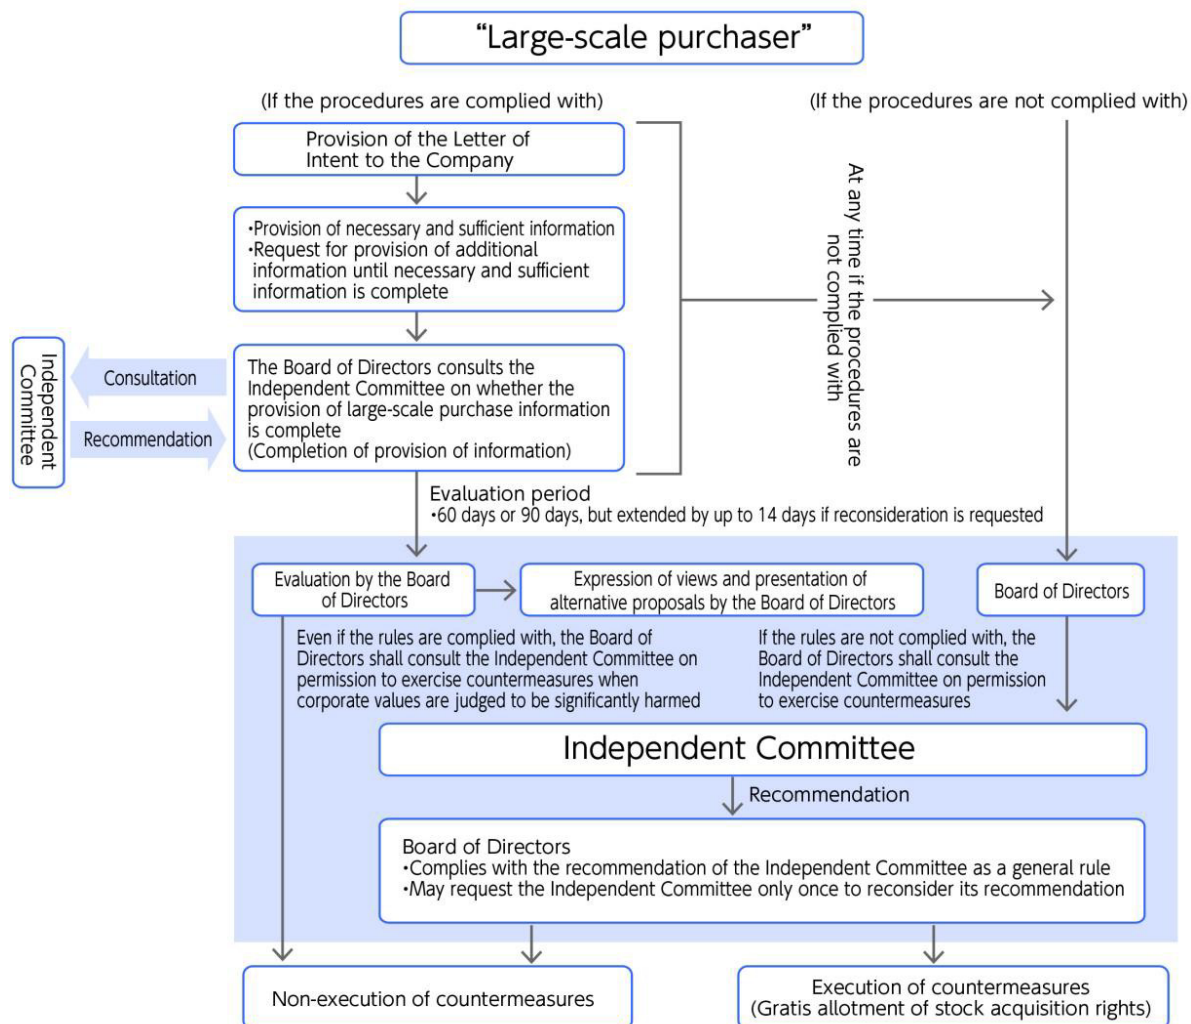 “Large-scale purchaser”
(If the procedures are complied with)
(If the procedures are not complied with)
Provision of the Letter of
Intent to the Company
•Provision of necessary and sufficient information
•Request for provision of additional
information until necessary and sufficient
information is complete
At any time if the procedures are
not complied with
Independent
Committee
Consultation
Recommendation
The Board of Directors consults the
Independent Committee on whether the
provision of large-scale purchase information
is complete
(Completion of provision of information)
Evaluation period
•60 days or 90 days, but extended by up to 14 days if reconsideration is requested
Evaluation by the Board
of Directors
Expression of views and presentation of
alternative proposals by the Board of Directors
Board of Directors
Even if the rules are complied with, the Board of
Directors shall consult the Independent Committee on
permission to exercise countermeasures when
corporate values are judged to be significantly harmed
If the rules are not complied with, the
Board of Directors shall consult the
Independent Committee on permission
to exercise countermeasures
Independent Committee
Recommendation
Board of Directors
•Complies with the recommendation of the Independent Committee as a general rule
•May request the Independent Committee only once to reconsider its recommendation
Non-execution of countermeasures
Execution of countermeasures
(Gratis allotment of stock acquisition rights)